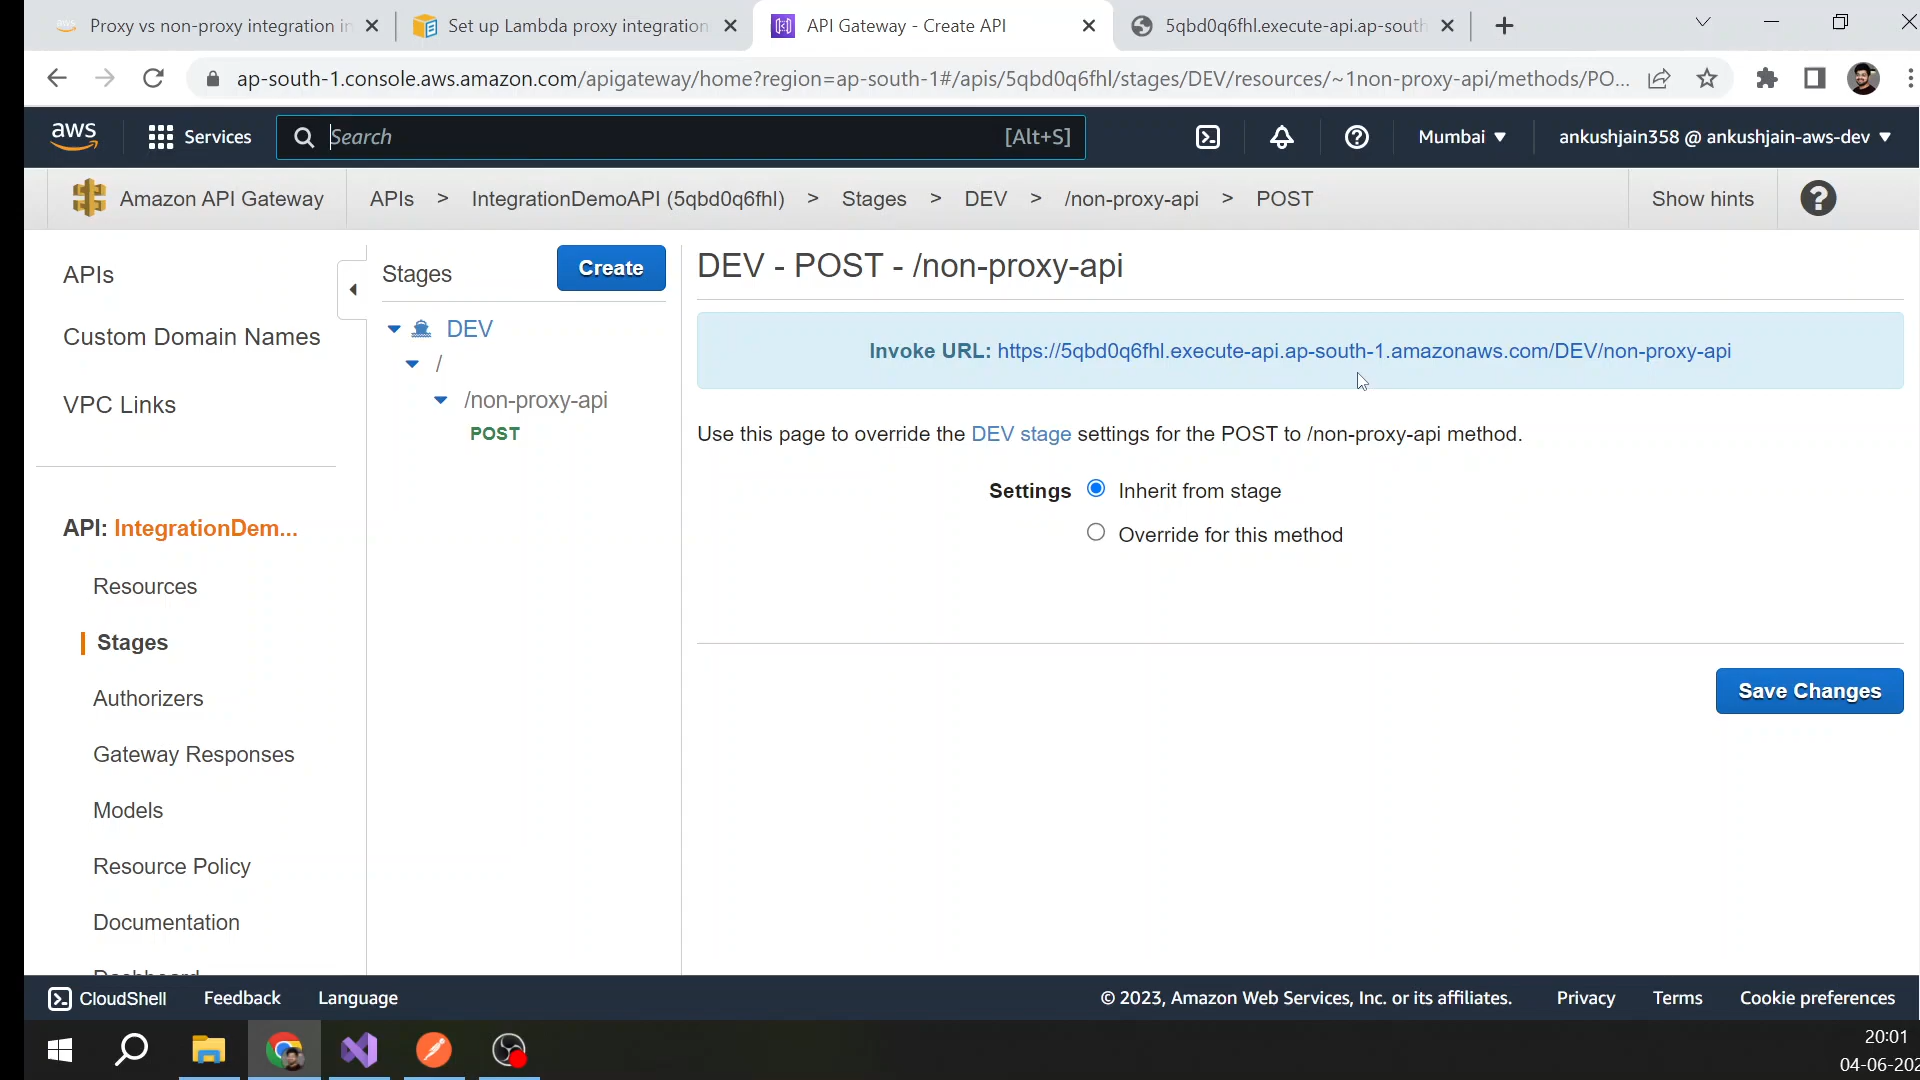 Proxy vs non-proxy integration in
Set up Lambda proxy integration
API Gateway - Create API
5qbd0q6fhl.execute-api.ap-south
ap-south-1.console.aws.amazon.com/apigateway/home?region=ap-south-1#/apis/5qbd0q6fhl/stages/DEV/resources/~1non-proxy-api/methods/PO...
aws
Services
Search
[Alt+S]
Mumbai
ankushjain358 @ ankushjain-aws-dev
Amazon API Gateway
APIs > IntegrationDemoAPI (5qbd0q6fhl) > Stages > DEV > /non-proxy-api > POST
Show hints
APIs
Custom Domain Names
VPC Links
API: IntegrationDem...
Resources
Stages
Authorizers
Gateway Responses
Models
Resource Policy
Documentation
Dashboard
Stages
Create
DEV
/
/non-proxy-api
POST
DEV - POST - /non-proxy-api
Invoke URL: https://5qbd0q6fhl.execute-api.ap-south-1.amazonaws.com/DEV/non-proxy-api
Use this page to override the DEV stage settings for the POST to /non-proxy-api method.
Settings
Inherit from stage
Override for this method
Save Changes
CloudShell
Feedback
Language
© 2023, Amazon Web Services, Inc. or its affiliates.
Privacy
Terms
Cookie preferences
20:01
04-06-202